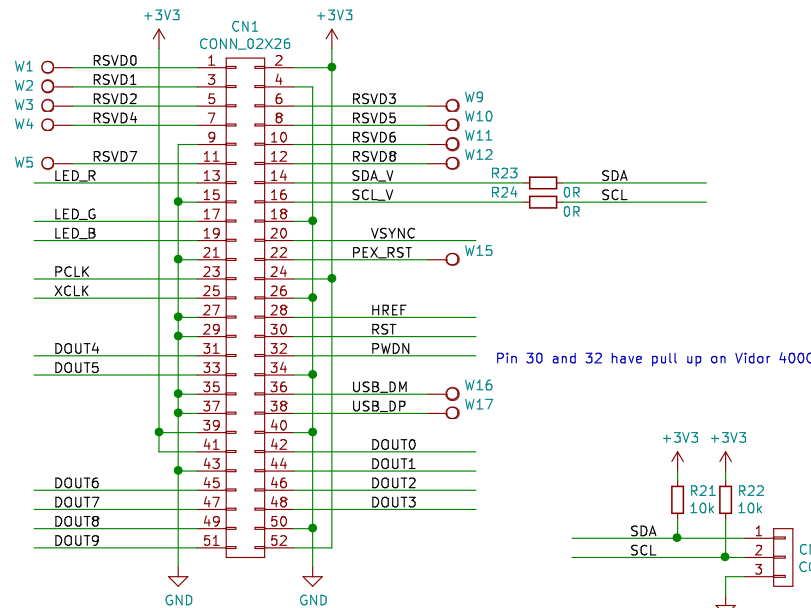 +3V3 +3V3
CN1
CONN_02X26
W1 RSVD0 1 2
W2 RSVD1 3 4
W3 RSVD2 5 6 RSVD3 W9
W4 RSVD4 7 8 RSVD5 W10
9 10 RSVD6 W11
W5 RSVD7 11 12 RSVD8 W12
LED_R 13 14 SDA_V R23 0R SDA
15 16 SCL_V R24 0R SCL
LED_G 17 18
LED_B 19 20 VSYNC
21 22 PEX_RST W15
PCLK 23 24
XCLK 25 26
27 28 HREF
29 30 RST
DOUT4 31 32 PWDN
Pin 30 and 32 have pull up on Vidor 400
DOUT5 33 34
35 36 USB_DM W16
37 38 USB_DP W17
39 40
41 42 DOUT0
43 44 DOUT1
DOUT6 45 46 DOUT2
DOUT7 47 48 DOUT3
DOUT8 49 50
DOUT9 51 52
GND GND
+3V3 +3V3
R21 R22
10k 10k
SDA 1
SCL 2
3